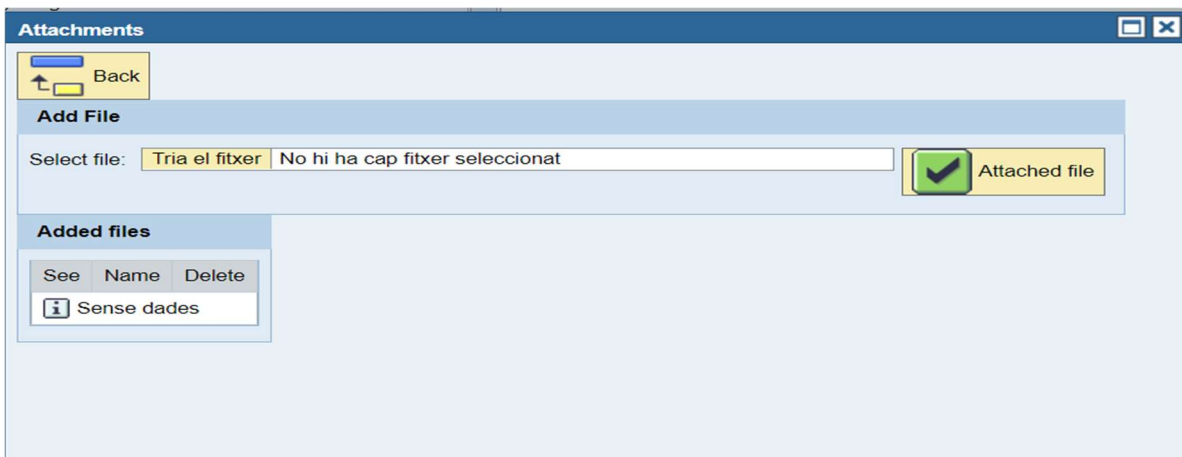 Attachments
Back
Add File
Select file: Tria el fitxer No hi ha cap fitxer seleccionat Attached file
Added files
See Name Delete
Sense dades